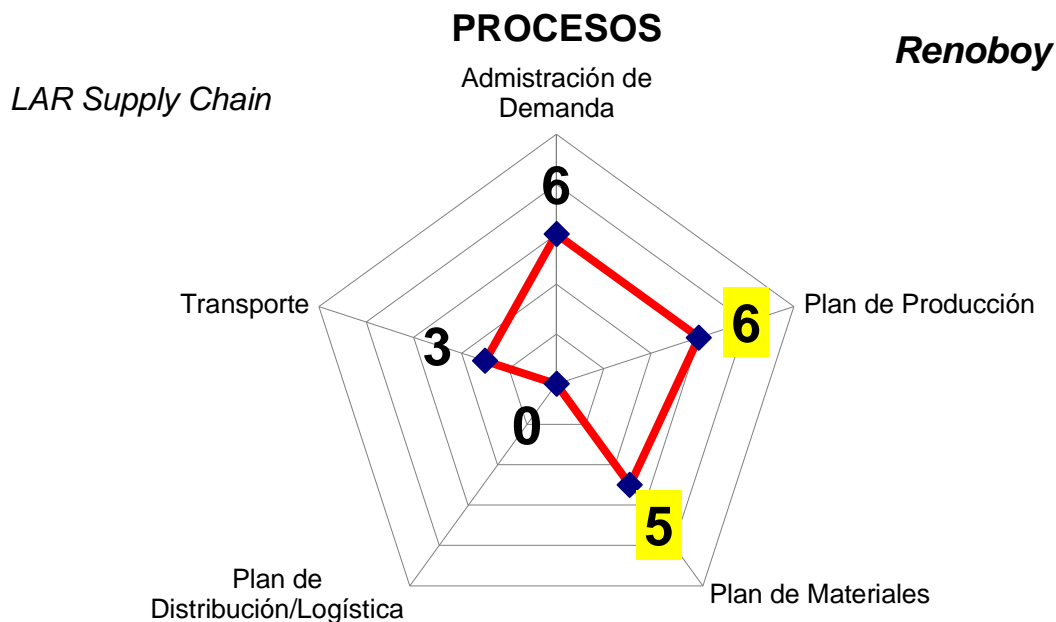 PROCESOS
Renoboy
LAR Supply Chain
Admistración de
Demanda
6
Transporte
3
6
Plan de Producción
0
5
Plan de
Distribución/Logística
Plan de Materiales